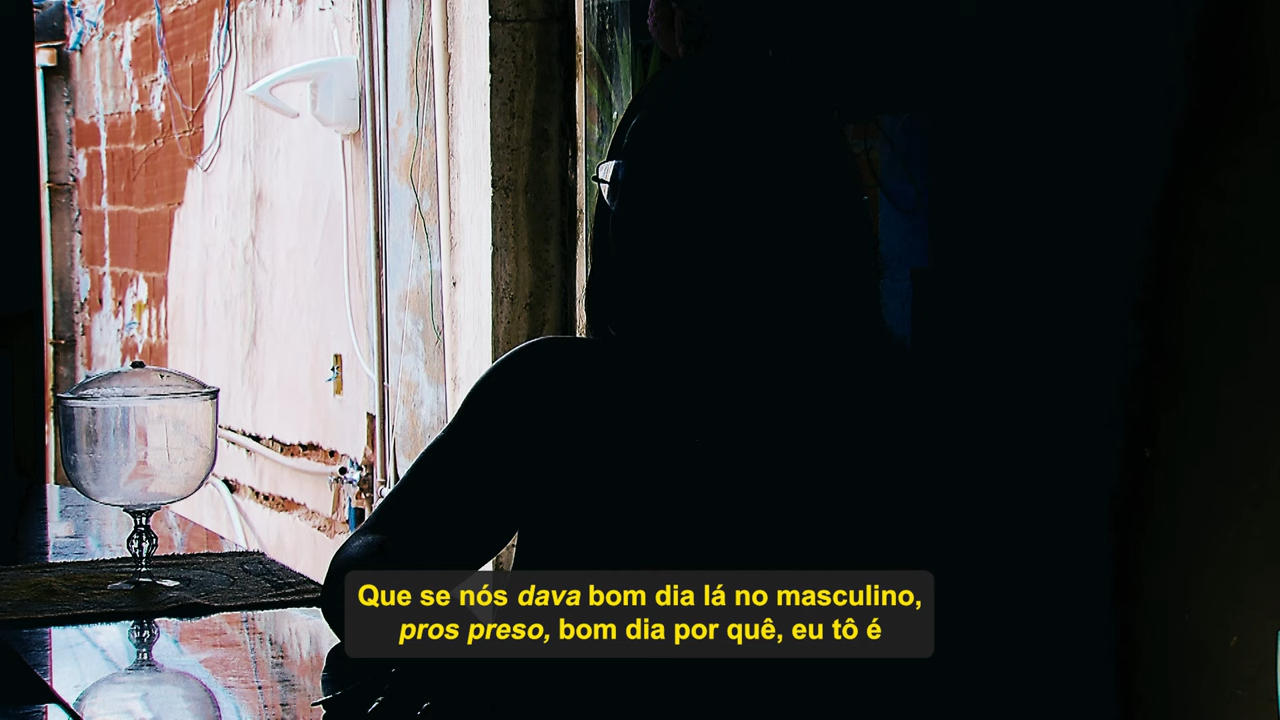 Que se nós dava bom dia lá no masculino,
pros preso, bom dia por quê, eu tô é